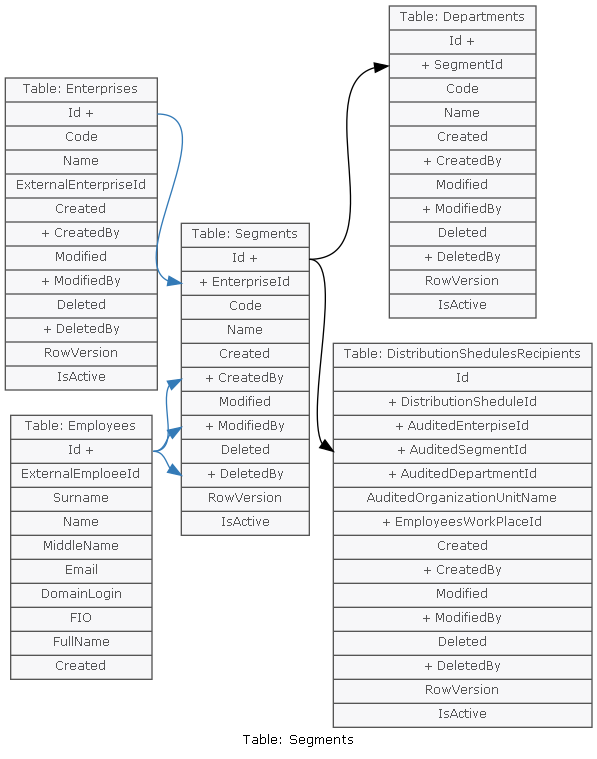 Table: Enterprises
Id +
Code
Name
ExternalEnterpriseId
Created
+ CreatedBy
Modified
+ ModifiedBy
Deleted
+ DeletedBy
RowVersion
IsActive
Table: Employees
Id +
ExternalEmploeeId
Surname
Name
MiddleName
Email
DomainLogin
FIO
FullName
Created
Table: Segments
Id +
+ EnterpriseId
Code
Name
Created
+ CreatedBy
Modified
+ ModifiedBy
Deleted
+ DeletedBy
RowVersion
IsActive
Table: Departments
Id +
+ SegmentId
Code
Name
Created
+ CreatedBy
Modified
+ ModifiedBy
Deleted
+ DeletedBy
RowVersion
IsActive
Table: DistributionShedulesRecipients
Id
+ DistributionSheduleId
+ AuditedEnterpiseId
+ AuditedSegmentId
+ AuditedDepartmentId
AuditedOrganizationUnitName
+ EmployeesWorkPlaceId
Created
+ CreatedBy
Modified
+ ModifiedBy
Deleted
+ DeletedBy
RowVersion
IsActive
Table: Segments